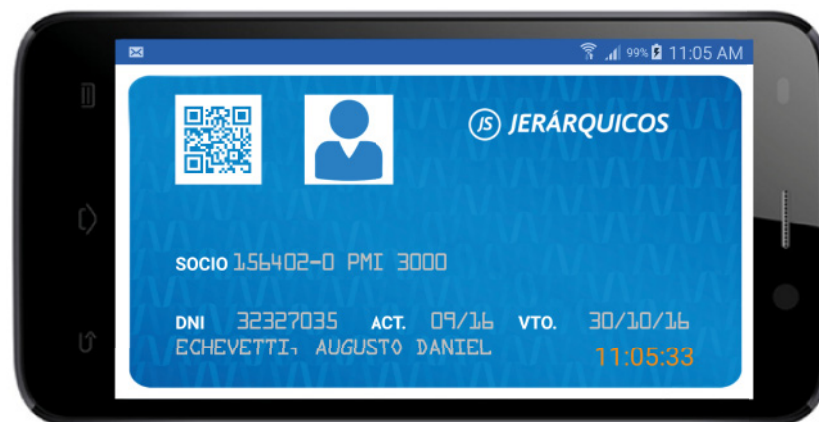 99% 11:05 AM
JS JERÁRQUICOS
SOCIO 156402-0 PMI 3000
DNI 32327035 ACT. 09/16 VTO. 30/10/16
ECHEVETTI, AUGUSTO DANIEL
11:05:33